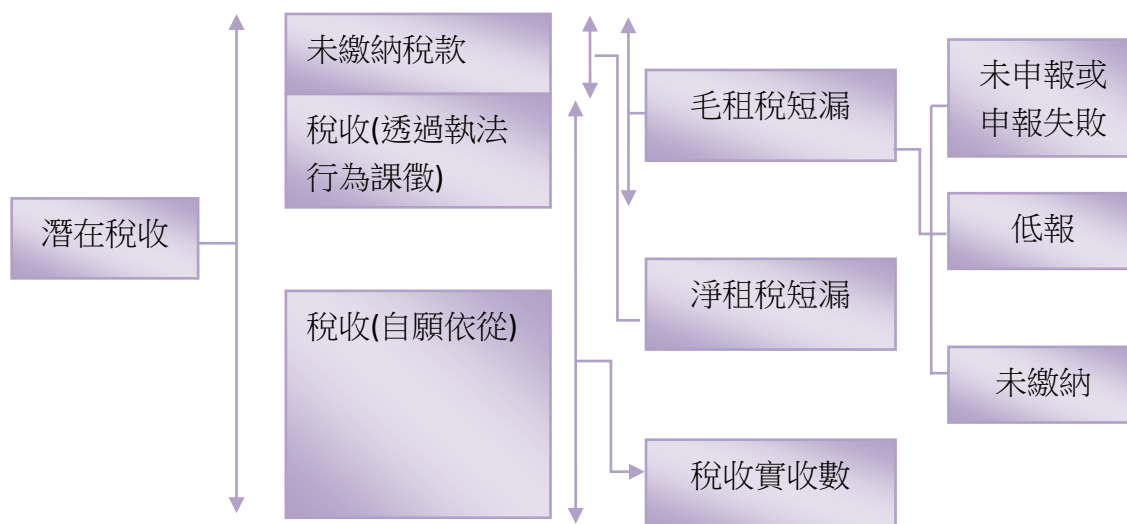 潛在稅收
未繳納稅款
稅收(透過執法
行為課徵)
稅收(自願依從)
毛租稅短漏
淨租稅短漏
稅收實收數
未申報或
申報失敗
低報
未繳納